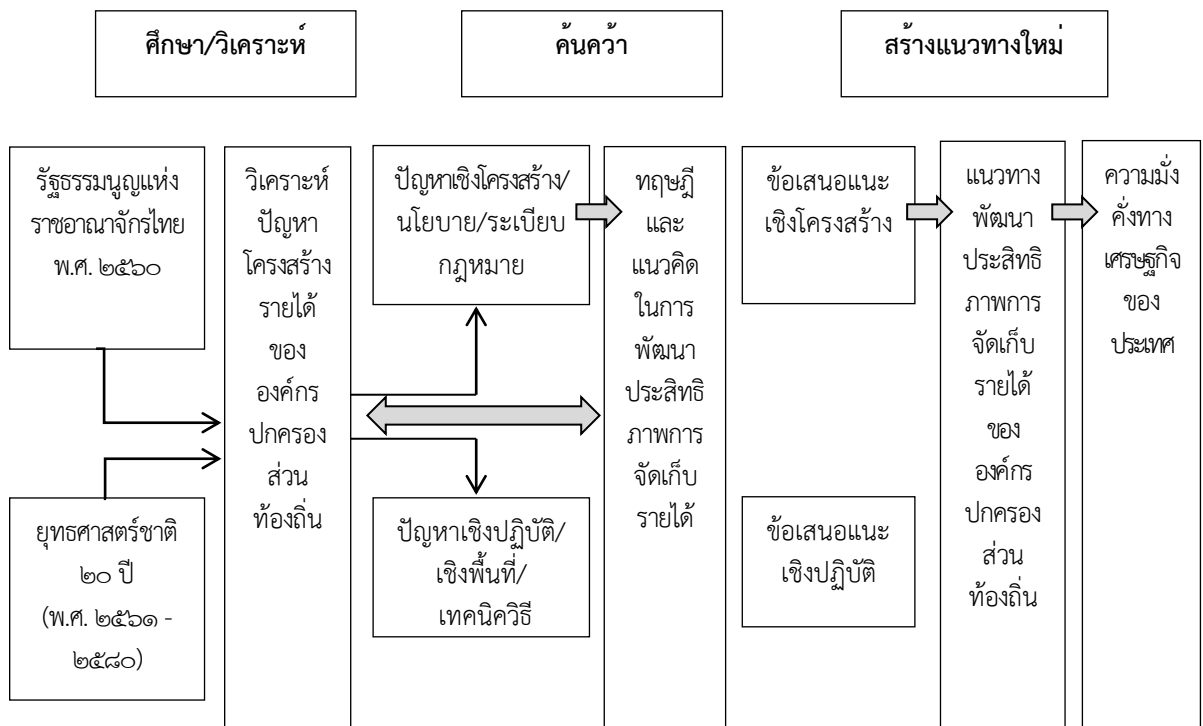 ศึกษา/วิเคราะห์
ค้นคว้า
สร้างแนวทางใหม่
รัฐธรรมนูญแห่ง
ราชอาณาจักรไทย
พ.ศ. ๒๕๖๐
ยุทธศาสตร์ชาติ
๒๐ ปี
(พ.ศ. ๒๕๖๑ -
๒๕๘๐)
วิเคราะห์
ปัญหา
โครงสร้าง
รายได้
ของ
องค์กร
ปกครอง
ส่วน
ท้องถิ่น
ปัญหาเชิงโครงสร้าง/
นโยบาย/ระเบียบ
กฎหมาย
ปัญหาเชิงปฏิบัติ/
เชิงพื้นที่/
เทคนิควิธี
ทฤษฎี
และ
แนวคิด
ในการ
พัฒนา
ประสิทธิ
ภาพการ
จัดเก็บ
รายได้
ข้อเสนอแนะ
เชิงโครงสร้าง
ข้อเสนอแนะ
เชิงปฏิบัติ
แนวทาง
พัฒนา
ประสิทธิ
ภาพการ
จัดเก็บ
รายได้
ของ
องค์กร
ปกครอง
ส่วน
ท้องถิ่น
ความมั่ง
คั่งทาง
เศรษฐกิจ
ของ
ประเทศ